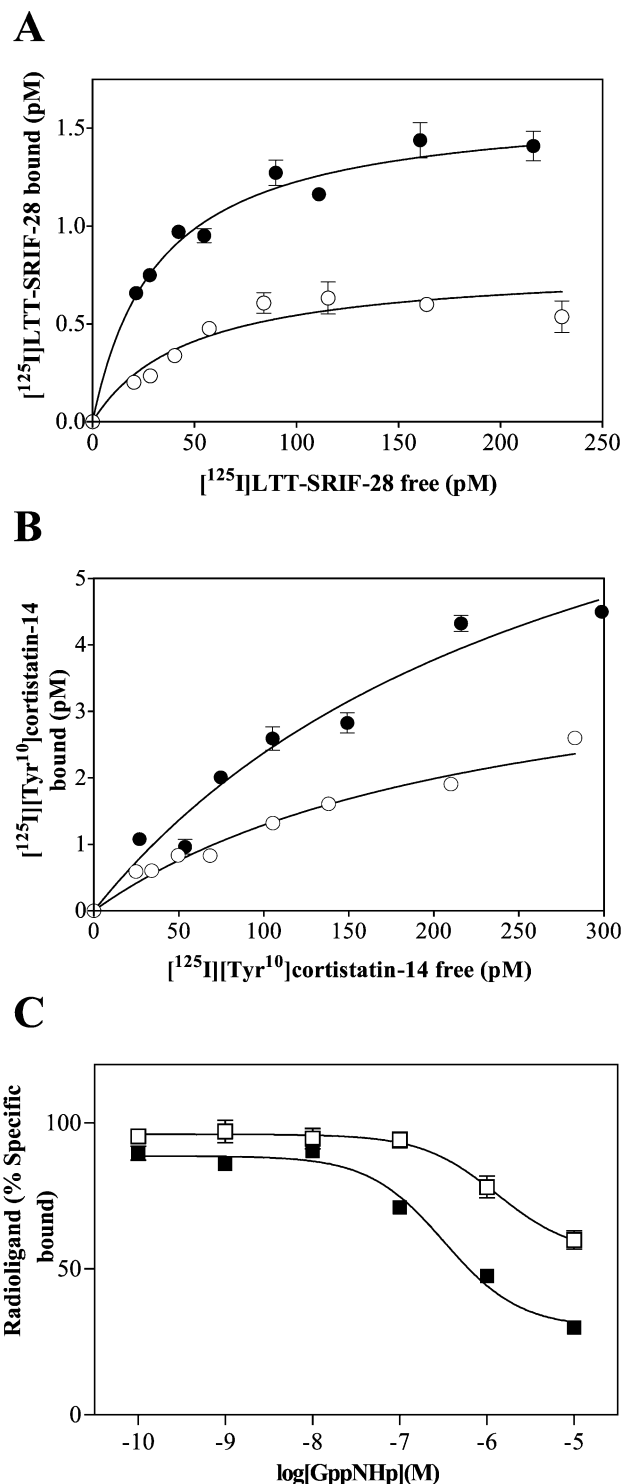 A
[125I]LTT-SRIF-28 bound (pM)
1.5
1.0
0.5
0.0
0 50 100 150 200 250
[125I]LTT-SRIF-28 free (pM)
B
[125I][Tyr10]cortistatin-14
bound (pM)
5
4
3
2
1
0
0 50 100 150 200 250 300
[125I][Tyr10]cortistatin-14 free (pM)
C
Radioligand (% Specific
bound)
100
50
0
-10 -9 -8 -7 -6 -5
log[GppNHp](M)